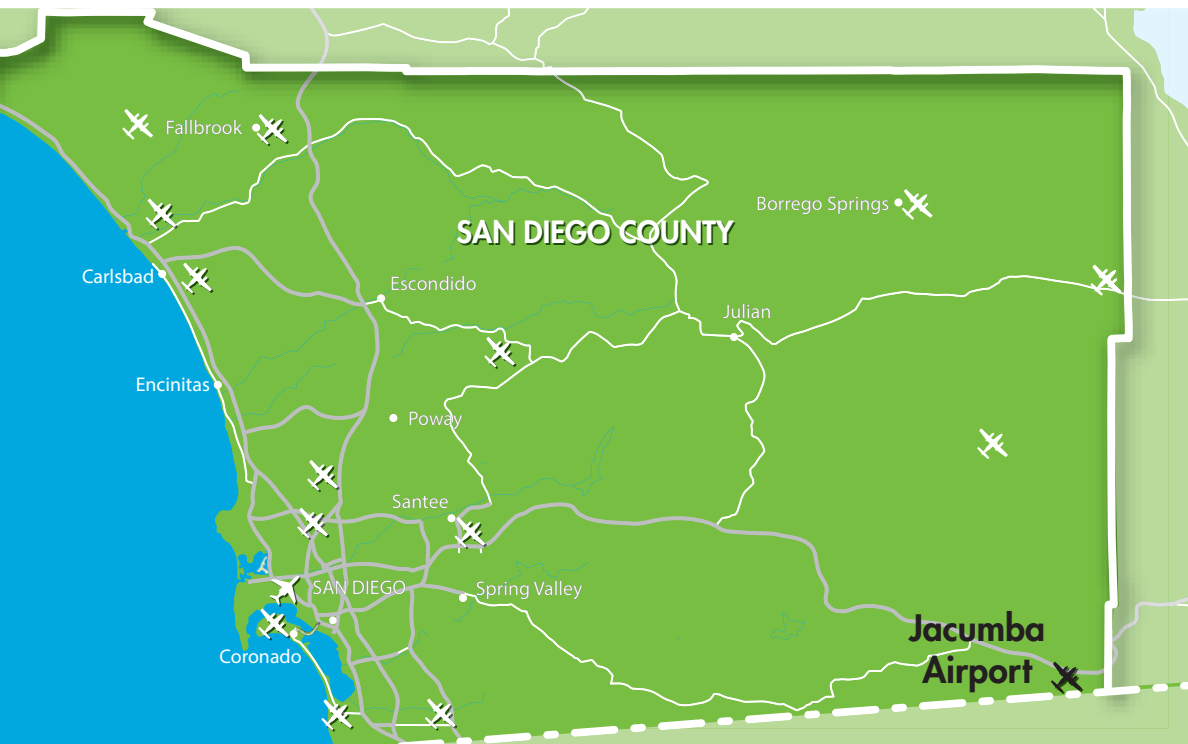 Fallbrook
Borrego Springs
SAN DIEGO COUNTY
Carlsbad
Escondido
Julian
Encinitas
Poway
Santee
SAN DIEGO
Spring Valley
Jacumba
Airport
Coronado